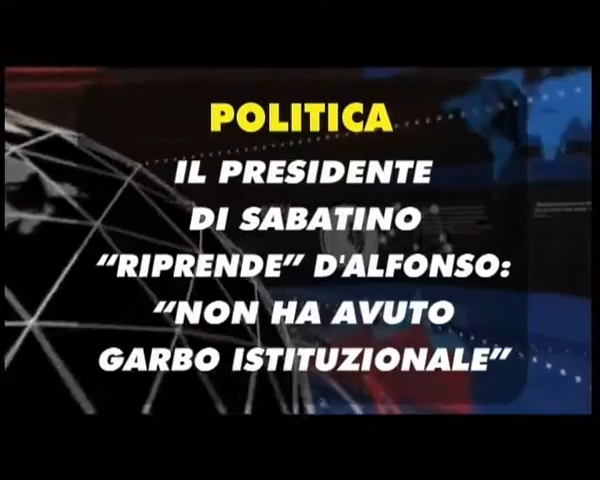 POLITICA
IL PRESIDENTE
DI SABATINO
“RIPRENDE” D'ALFONSO:
“NON HA AVUTO
GARBO ISTITUZIONALE”